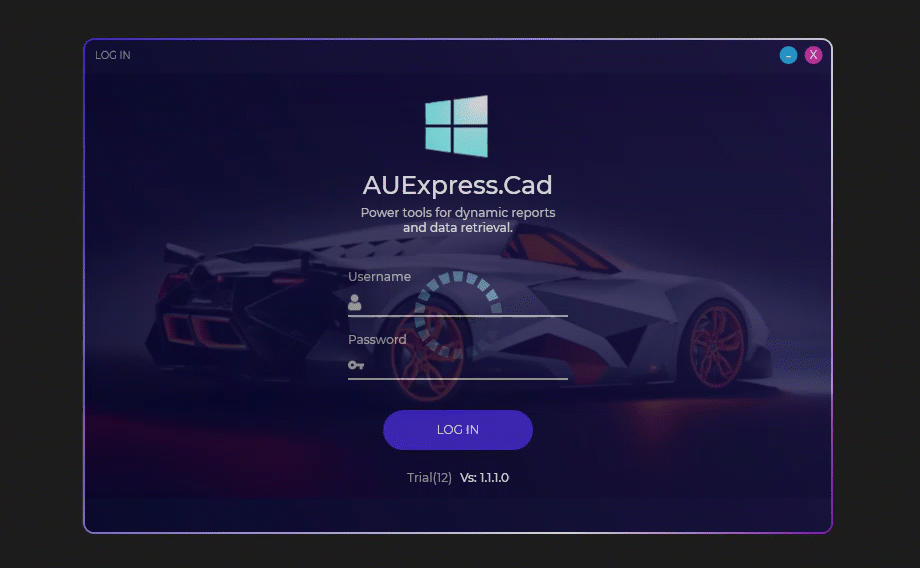 LOG IN
- X
AUExpress.Cad
Power tools for dynamic reports
and data retrieval.
Username
Password
LOG IN
Trial(12) Vs: 1.1.1.0